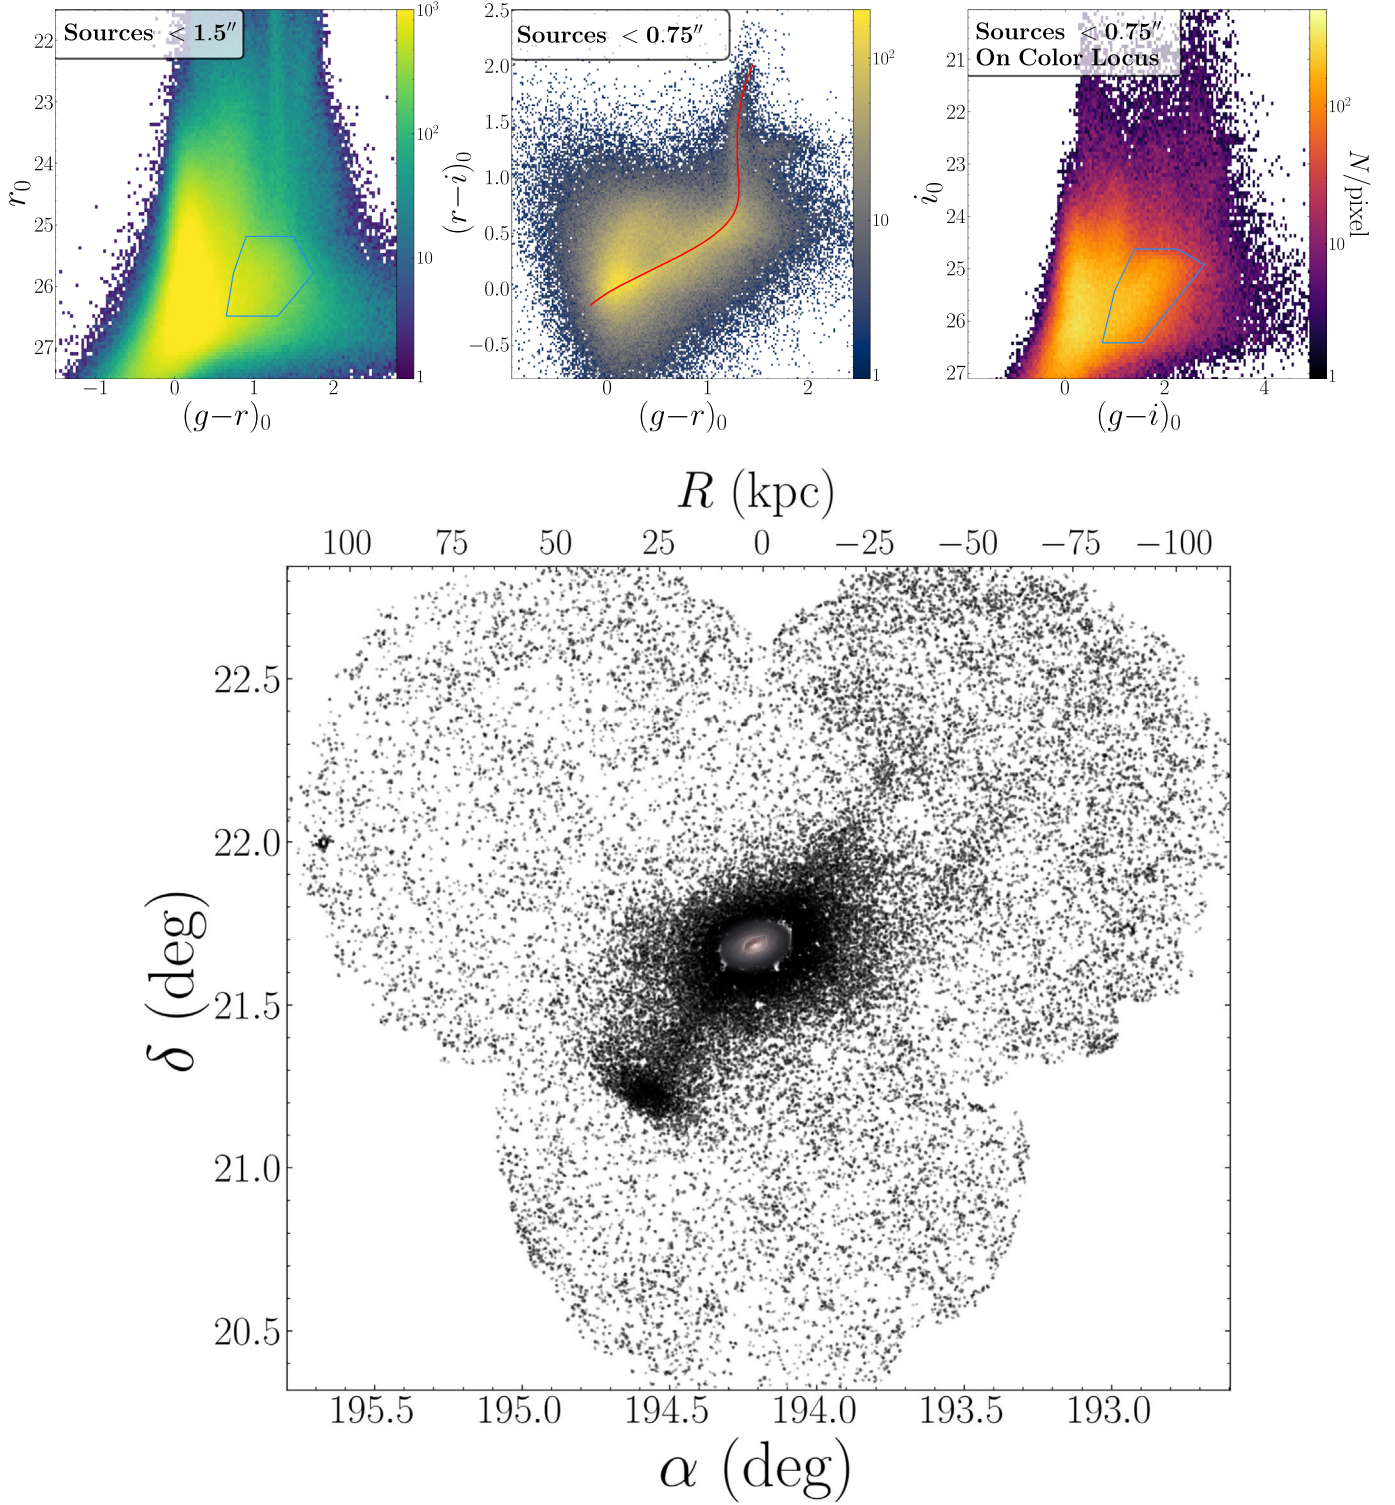 Sources < 1.5″
22
23
24
25
26
27
r₀
−1 0 1 2
(g−r)₀
10³
10²
10
1
Sources < 0.75″
2.5
2.0
1.5
1.0
0.5
0.0
−0.5
(r−i)₀
0 1 2
(g−r)₀
10²
10
1
Sources < 0.75″
On Color Locus
21
22
23
24
25
26
27
i₀
0 2 4
(g−i)₀
10²
10
1
N/pixel
R (kpc)
100 75 50 25 0 −25 −50 −75 −100
22.5
22.0
21.5
21.0
20.5
δ (deg)
195.5 195.0 194.5 194.0 193.5 193.0
α (deg)